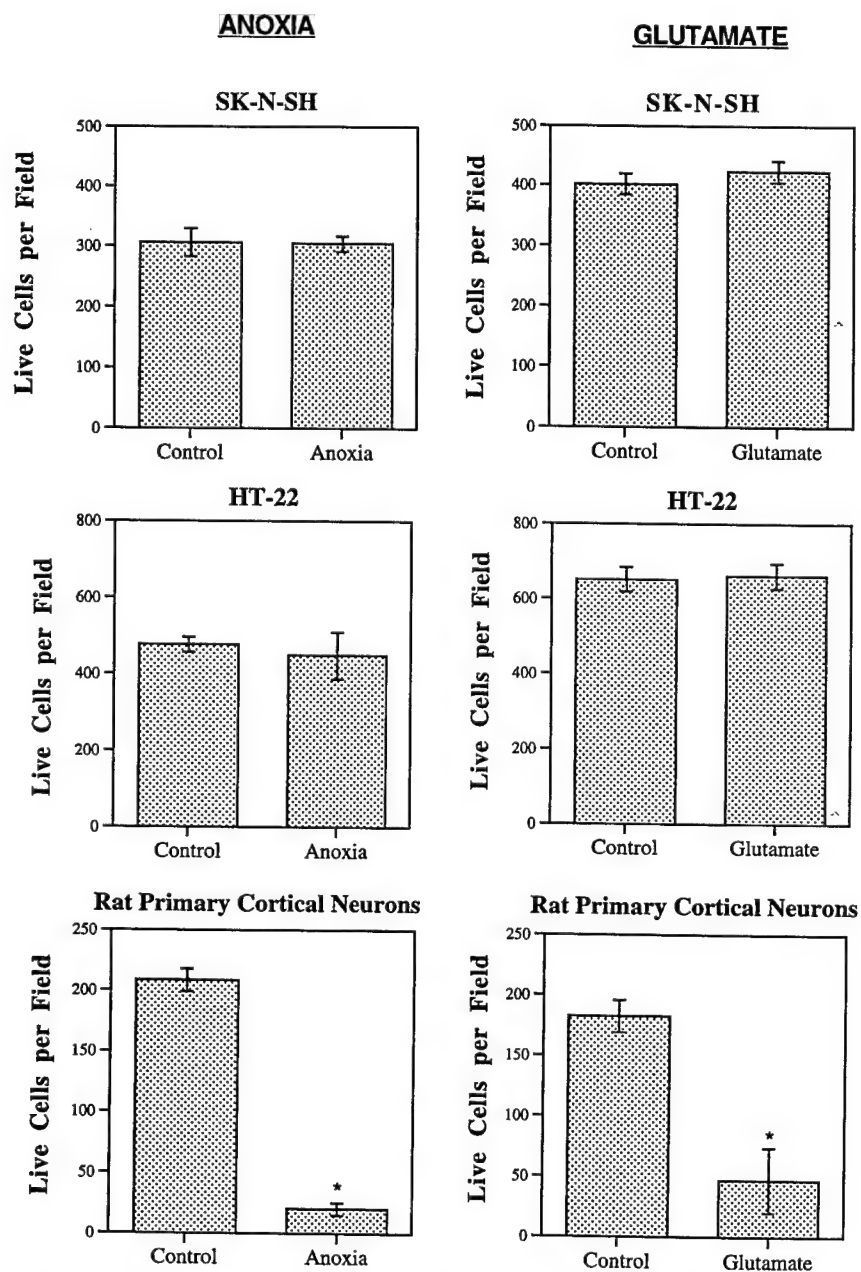 ANOXIA
SK-N-SH
Live Cells per Field
500
400
300
200
100
0
Control Anoxia
HT-22
Live Cells per Field
800
600
400
200
0
Control Anoxia
Rat Primary Cortical Neurons
Live Cells per Field
250
200
150
100
50
0
*
Control Anoxia
GLUTAMATE
SK-N-SH
Live Cells per Field
500
400
300
200
100
0
Control Glutamate
HT-22
Live Cells per Field
800
600
400
200
0
Control Glutamate
Rat Primary Cortical Neurons
Live Cells per Field
250
200
150
100
50
0
*
Control Glutamate